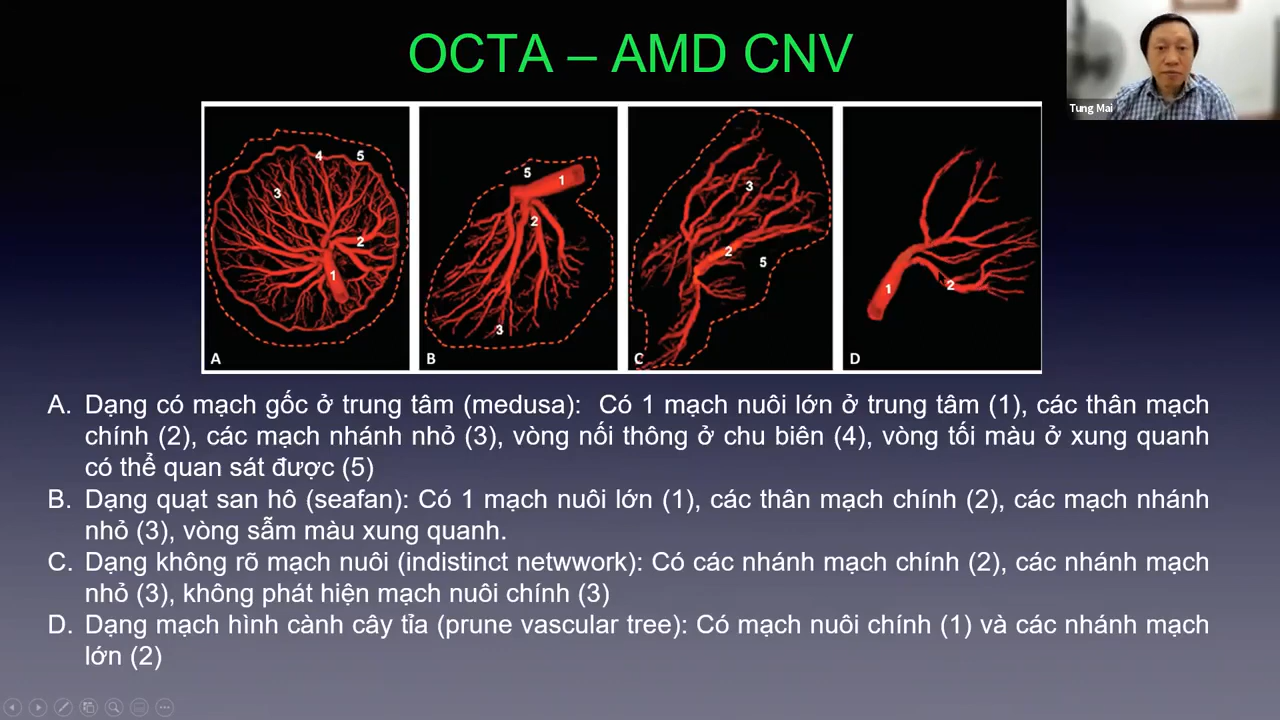 OCTA – AMD CNV
Tung Mai
4
5
3
2
1
A
5
1
2
3
B
3
2
5
C
1
2
D
A. Dạng có mạch gốc ở trung tâm (medusa): Có 1 mạch nuôi lớn ở trung tâm (1), các thân mạch
chính (2), các mạch nhánh nhỏ (3), vòng nối thông ở chu biên (4), vòng tối màu ở xung quanh
có thể quan sát được (5)
B. Dạng quạt san hô (seafan): Có 1 mạch nuôi lớn (1), các thân mạch chính (2), các mạch nhánh
nhỏ (3), vòng sẫm màu xung quanh.
C. Dạng không rõ mạch nuôi (indistinct netwwork): Có các nhánh mạch chính (2), các nhánh mạch
nhỏ (3), không phát hiện mạch nuôi chính (3)
D. Dạng mạch hình cành cây tỉa (prune vascular tree): Có mạch nuôi chính (1) và các nhánh mạch
lớn (2)